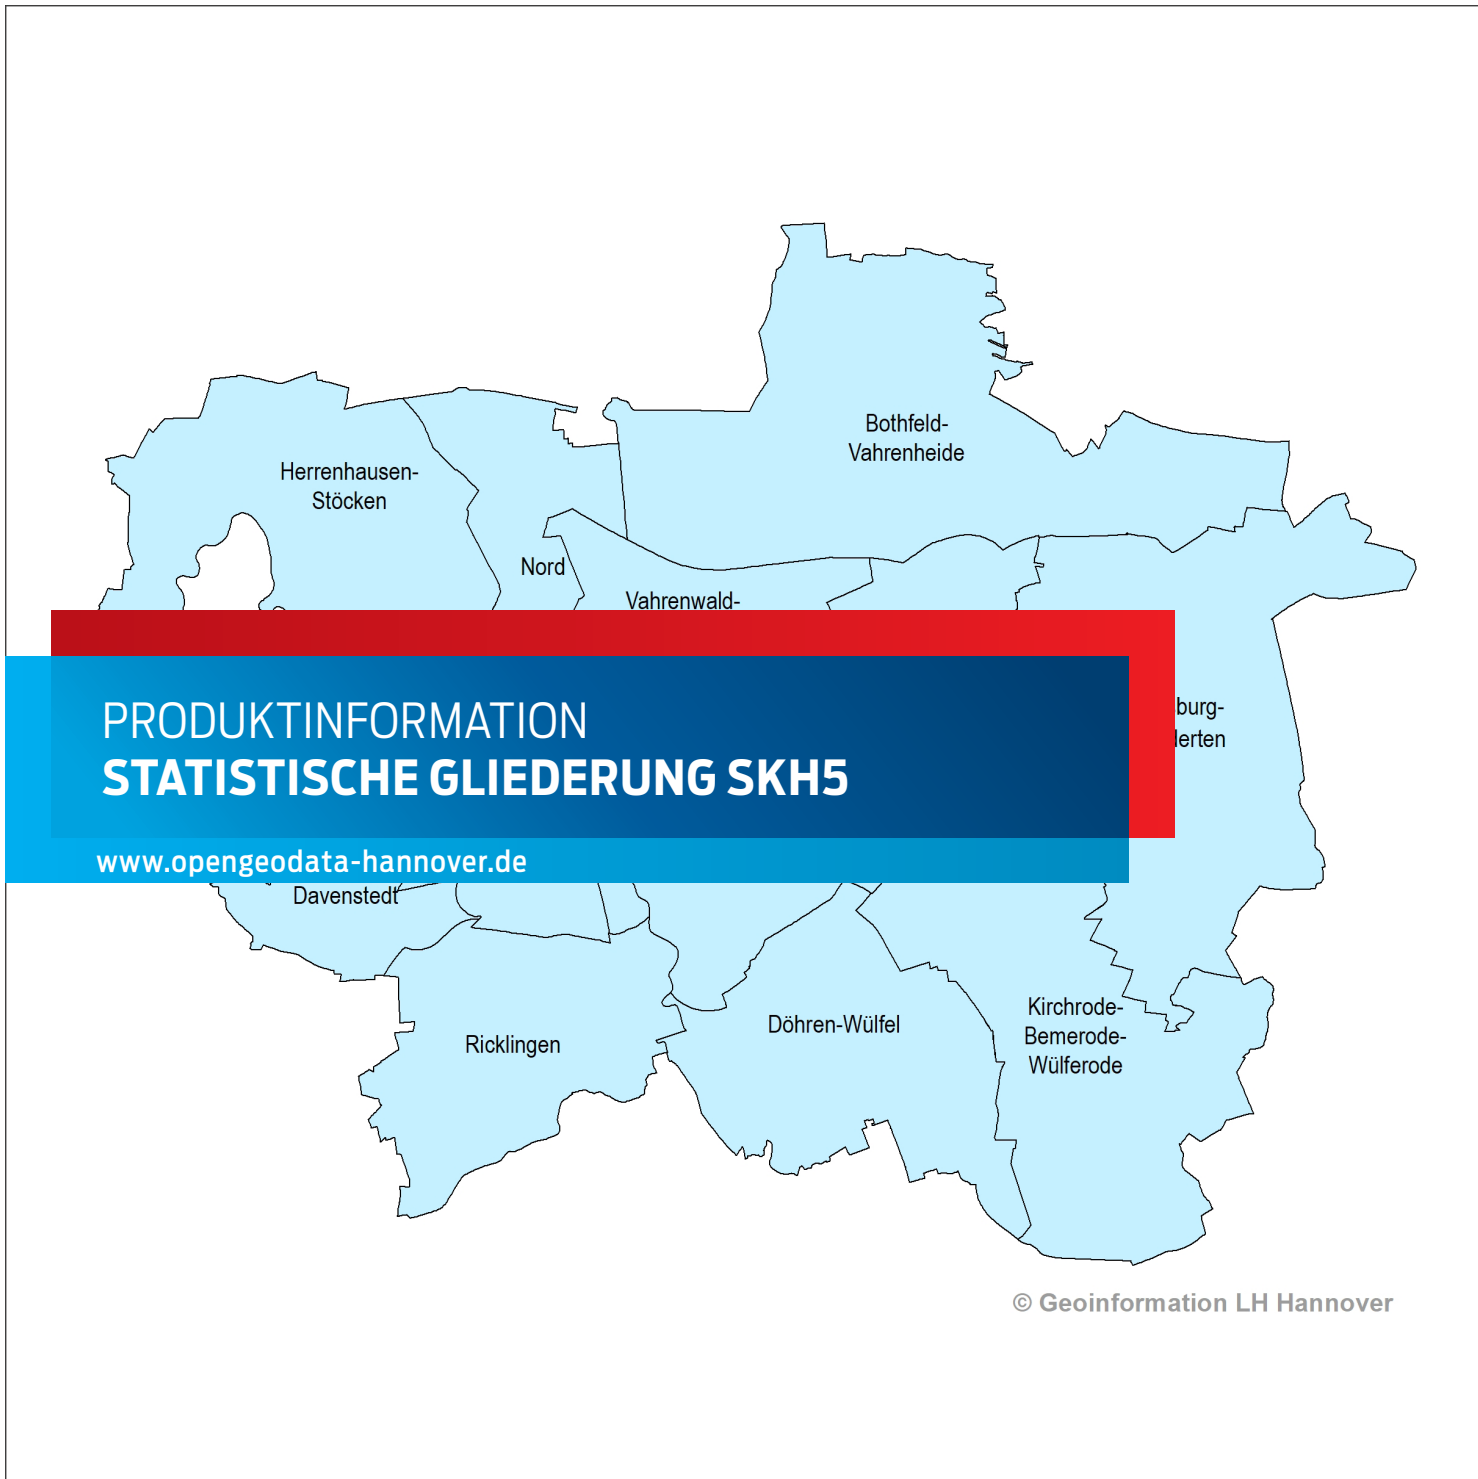 Bothfeld-
Vahrenheide
Herrenhausen-
Stöcken
Nord
Vahrenwald-
burg-
PRODUKTINFORMATION
STATISTISCHE GLIEDERUNG SKH5
www.opengeodata-hannover.de
Davenstedt
Döhren-Wülfel
Kirchrode-
Bemerode-
Wülferode
Ricklingen
© Geoinformation LH Hannover